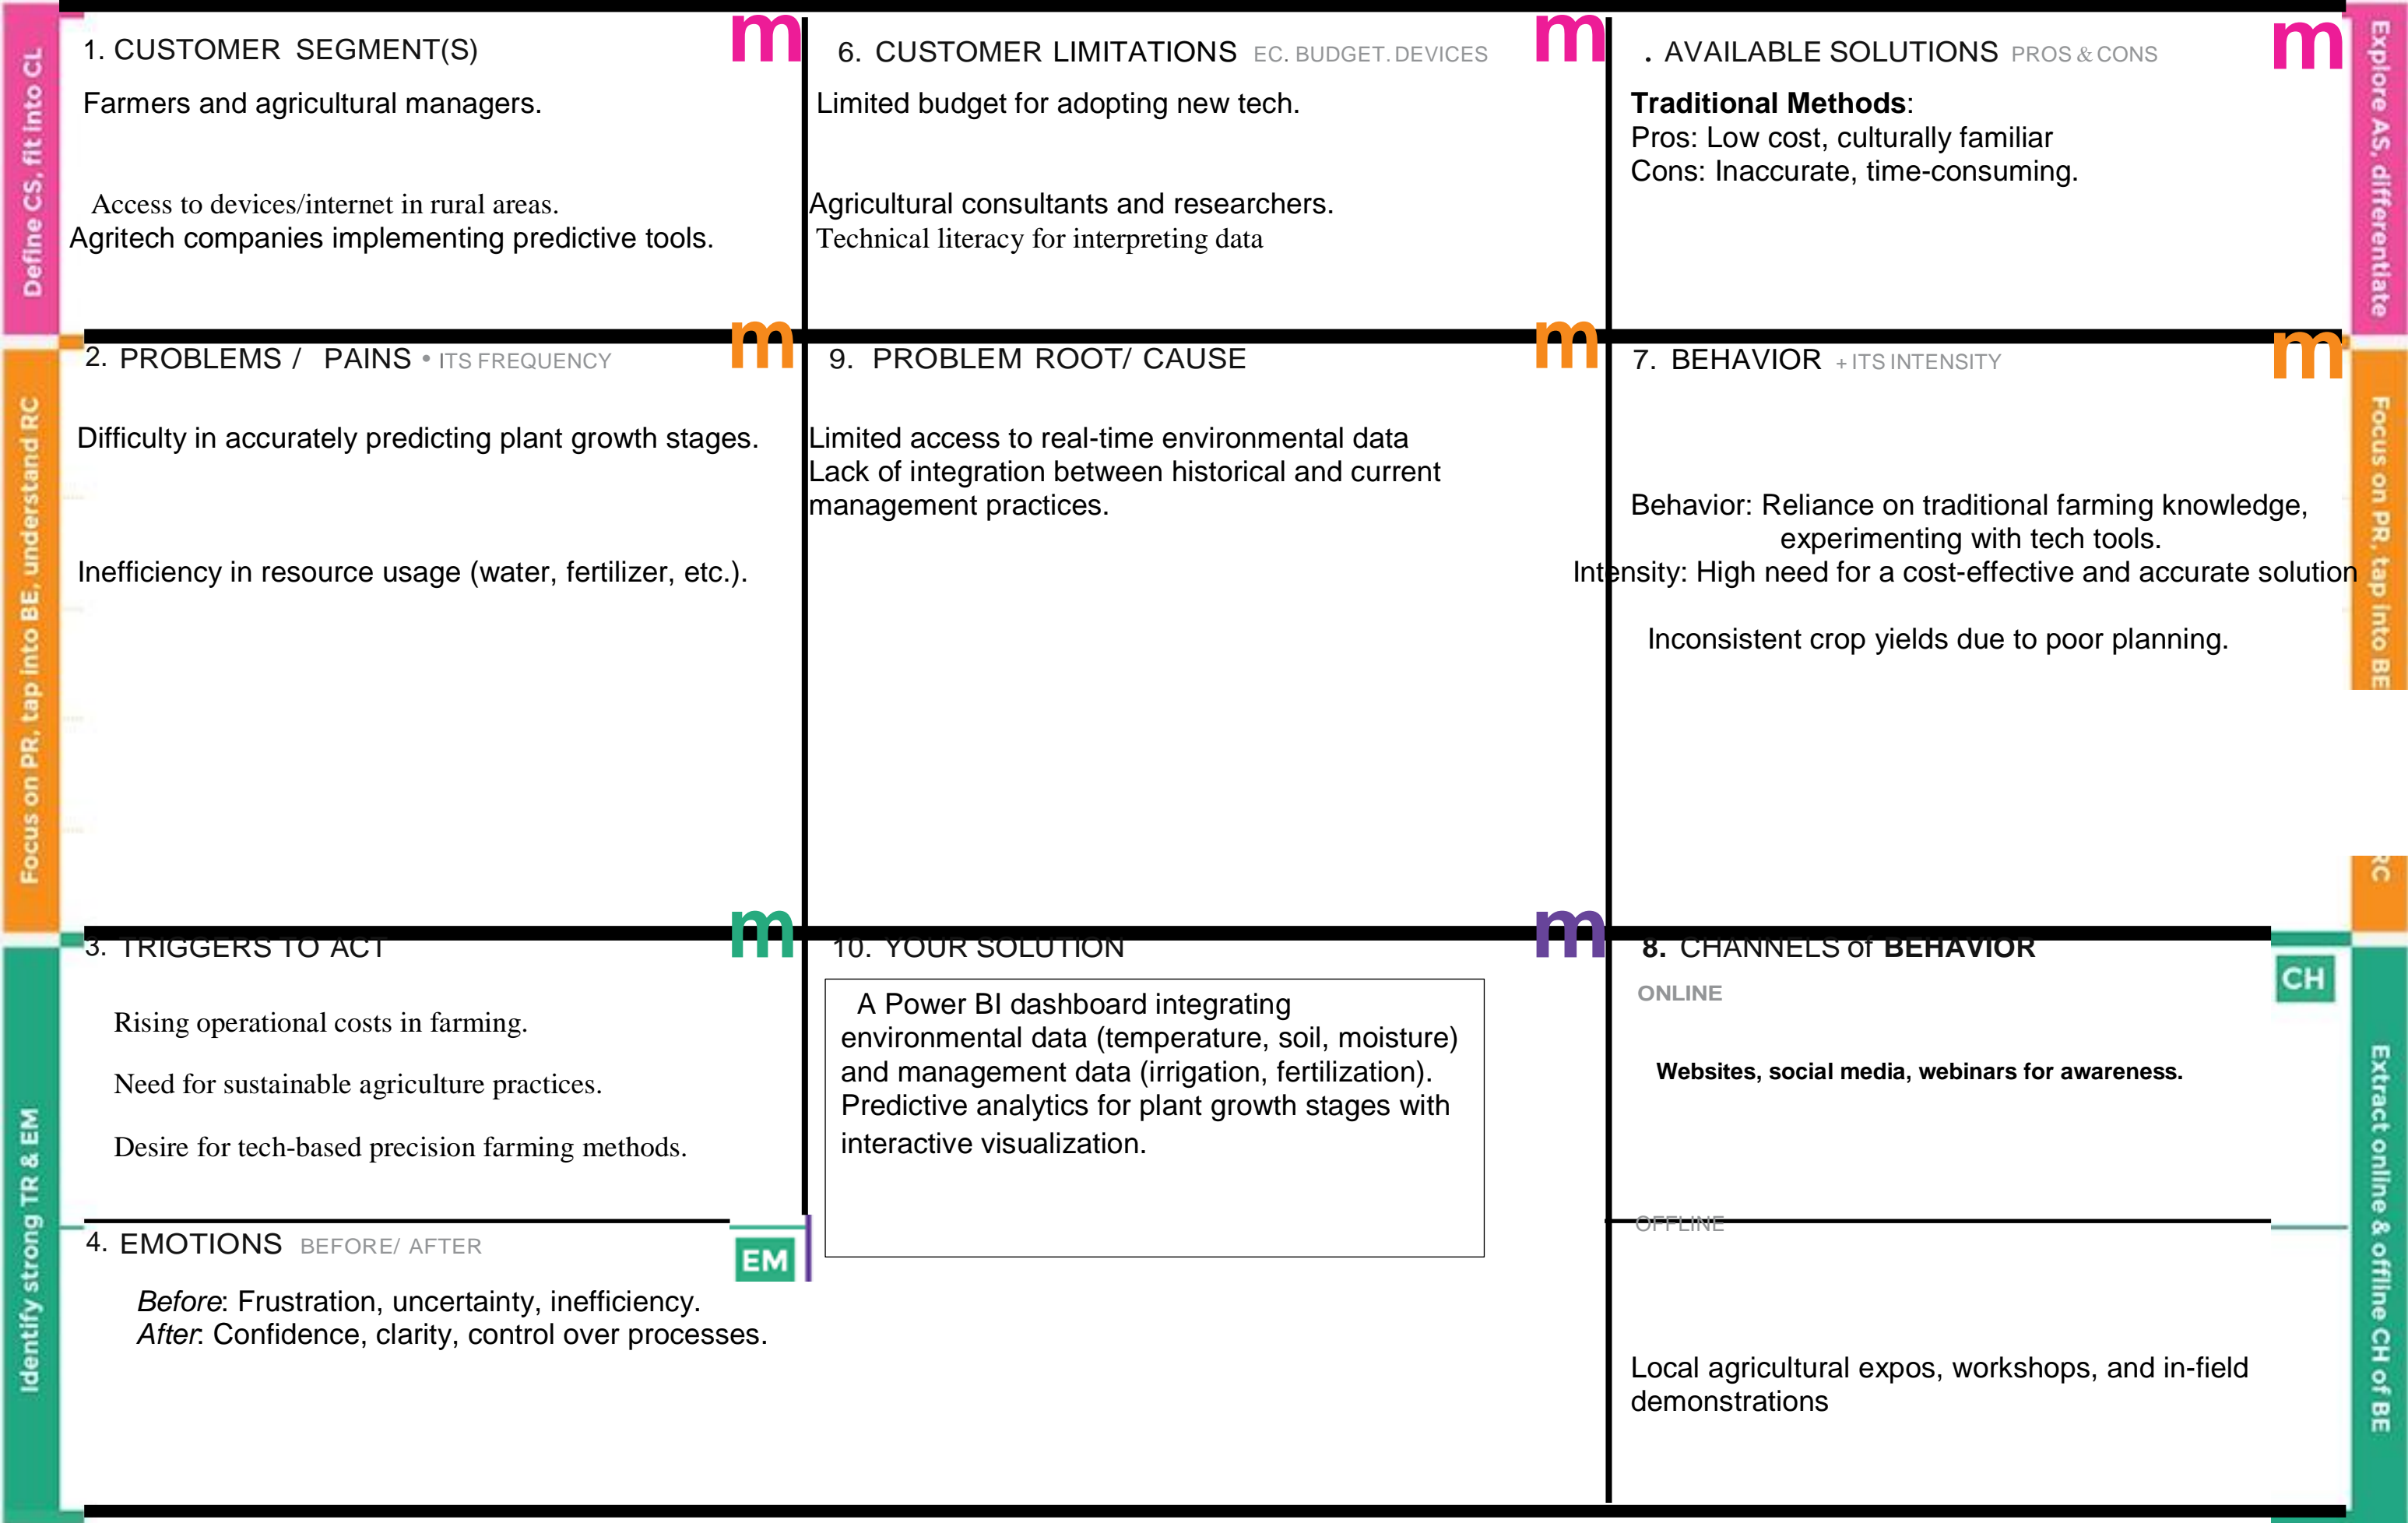 Define CS, fit into CL
1. CUSTOMER SEGMENT(S)
Farmers and agricultural managers.
Access to devices/internet in rural areas.
Agritech companies implementing predictive tools.
m
6. CUSTOMER LIMITATIONS EC. BUDGET. DEVICES
Limited budget for adopting new tech.
Agricultural consultants and researchers.
Technical literacy for interpreting data
m
. AVAILABLE SOLUTIONS PROS & CONS
Traditional Methods:
Pros: Low cost, culturally familiar
Cons: Inaccurate, time-consuming.
m
Explore AS, differentiate
Focus on PR, tap into BE, understand RC
2. PROBLEMS / PAINS • ITS FREQUENCY
Difficulty in accurately predicting plant growth stages.
Inefficiency in resource usage (water, fertilizer, etc.).
m
9. PROBLEM ROOT/ CAUSE
Limited access to real-time environmental data
Lack of integration between historical and current
management practices.
m
7. BEHAVIOR + ITS INTENSITY
Behavior: Reliance on traditional farming knowledge,
experimenting with tech tools.
Intensity: High need for a cost-effective and accurate solution
Inconsistent crop yields due to poor planning.
m
Focus on PR, tap into BE
RC
Identify strong TR & EM
3. TRIGGERS TO ACT
Rising operational costs in farming.
Need for sustainable agriculture practices.
Desire for tech-based precision farming methods.
m
4. EMOTIONS BEFORE/ AFTER
EM
Before: Frustration, uncertainty, inefficiency.
After: Confidence, clarity, control over processes.
10. YOUR SOLUTION
A Power BI dashboard integrating
environmental data (temperature, soil, moisture)
and management data (irrigation, fertilization).
Predictive analytics for plant growth stages with
interactive visualization.
m
8. CHANNELS of BEHAVIOR
CH
ONLINE
Websites, social media, webinars for awareness.
OFFLINE
Local agricultural expos, workshops, and in-field
demonstrations
Extract online & offline CH of BE